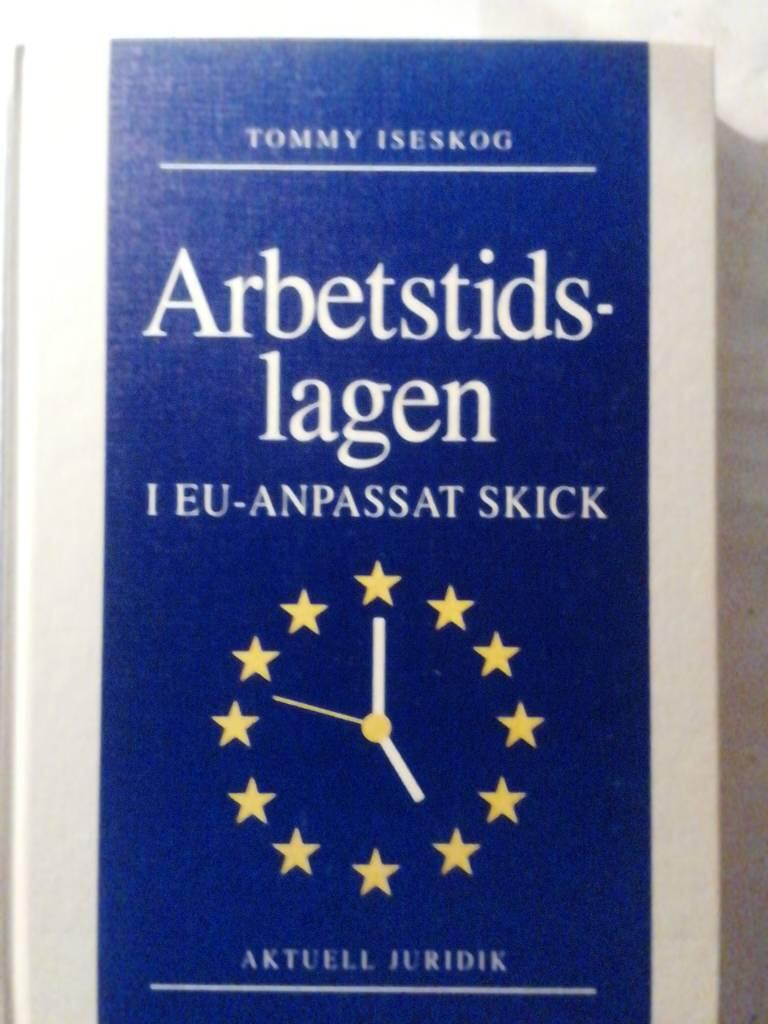 TOMMY ISESKOG
Arbetstids-
lagen
I EU-ANPASSAT SKICK
AKTUELL JURIDIK